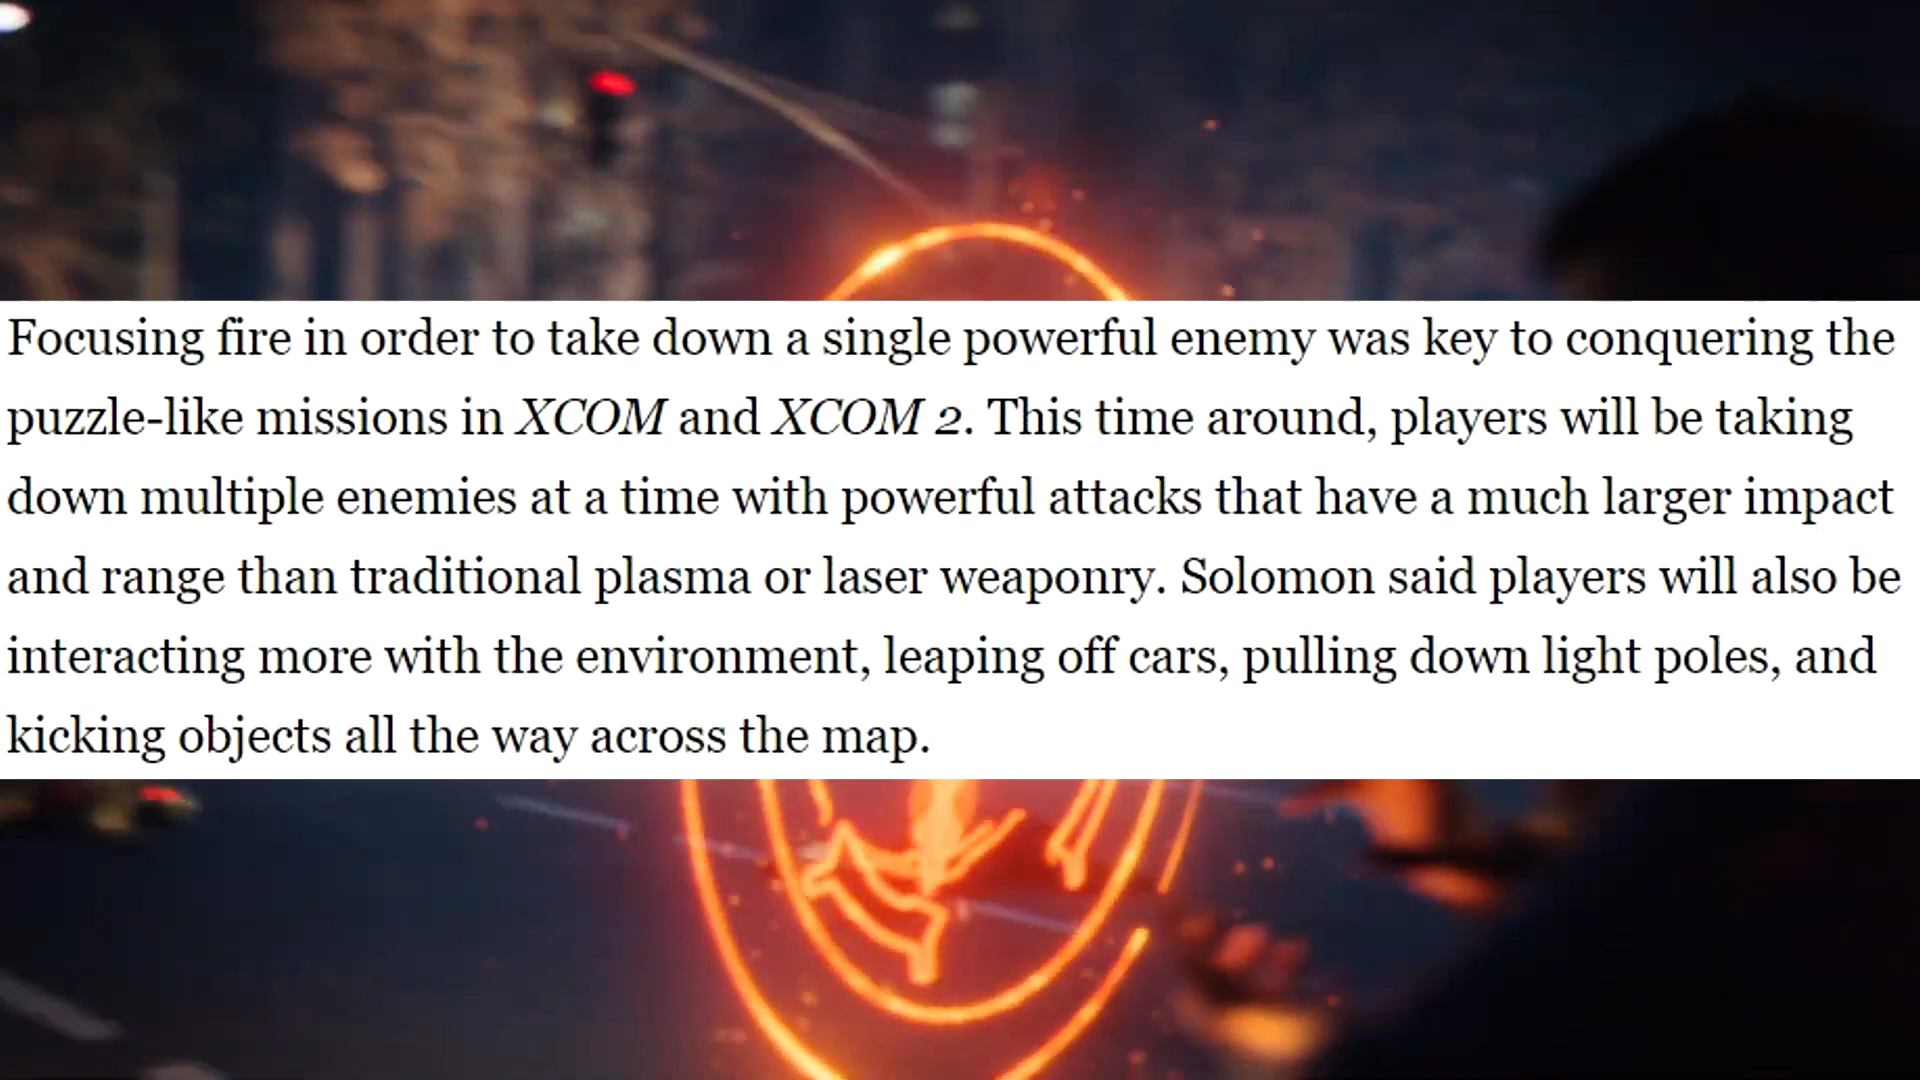 Focusing fire in order to take down a single powerful enemy was key to conquering the
puzzle-like missions in XCOM and XCOM 2. This time around, players will be taking
down multiple enemies at a time with powerful attacks that have a much larger impact
and range than traditional plasma or laser weaponry. Solomon said players will also be
interacting more with the environment, leaping off cars, pulling down light poles, and
kicking objects all the way across the map.